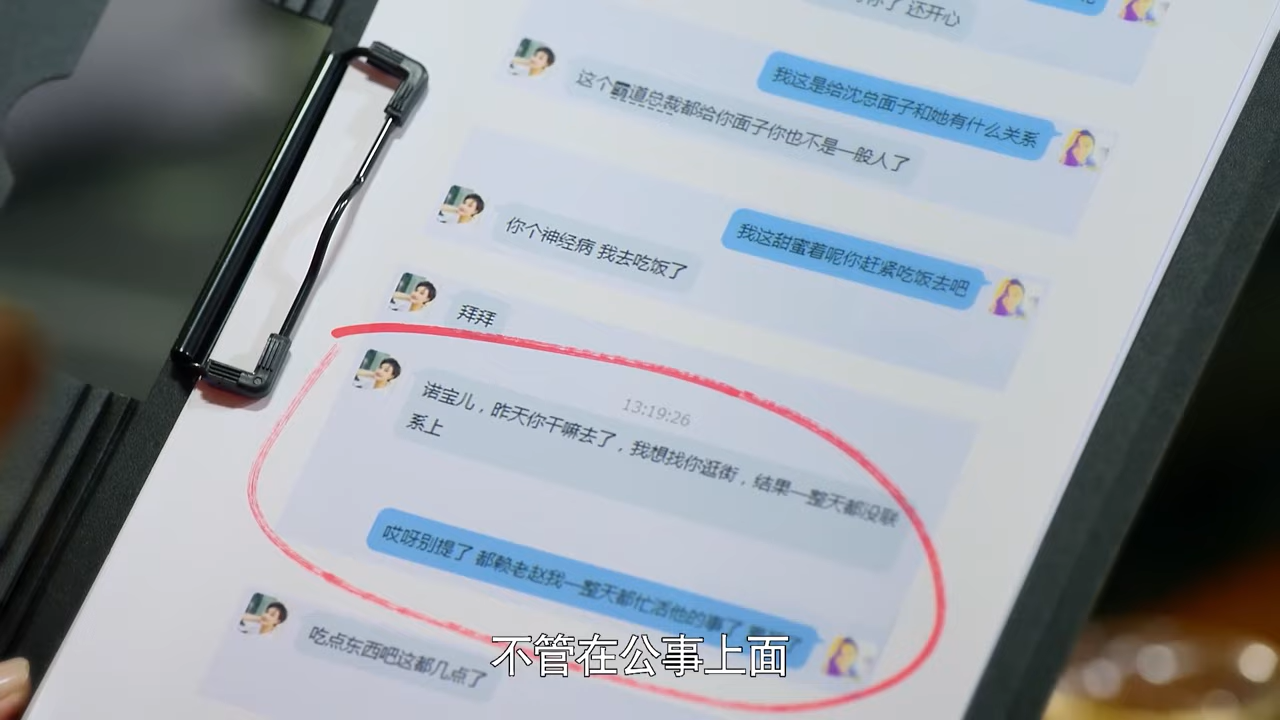 你了 还开心
我这是给沈总面子和她有什么关系
这个霸道总裁都给你面子你也不是一般人了
我这甜蜜着呢你赶紧吃饭去吧
你个神经病 我去吃饭了
拜拜
13:19:26
诺宝儿，昨天你干嘛去了，我想找你逛街，结果一整天都没联
系上
哎呀别提了 都赖老赵我一整天都忙活他的事了
吃点东西吧这都几点了
不管在公事上面